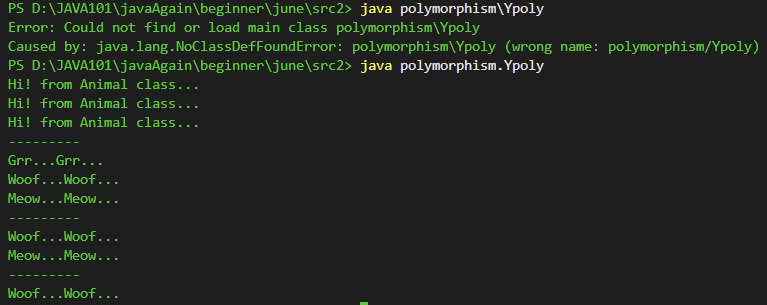 PS D:\JAVA101\javaAgain\beginner\june\src2> java polymorphism\Ypoly
Error: Could not find or load main class polymorphism\Ypoly
Caused by: java.lang.NoClassDefFoundError: polymorphism\Ypoly (wrong name: polymorphism/Ypoly)
PS D:\JAVA101\javaAgain\beginner\june\src2> java polymorphism.Ypoly
Hi! from Animal class...
Hi! from Animal class...
Hi! from Animal class...
---------
Grr...Grr...
Woof...Woof...
Meow...Meow...
---------
Woof...Woof...
Meow...Meow...
---------
Woof...Woof...